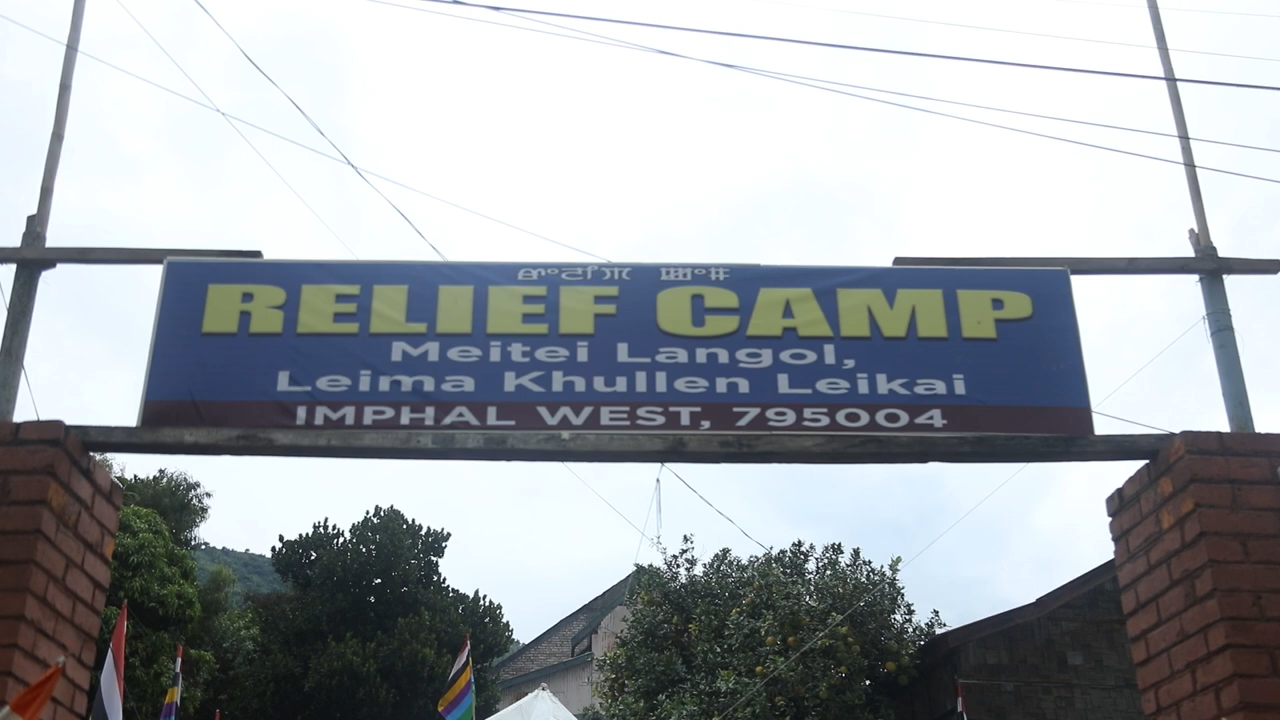 RELIEF CAMP
Meitei Langol,
Leima Khullen Leikai
IMPHAL WEST, 795004